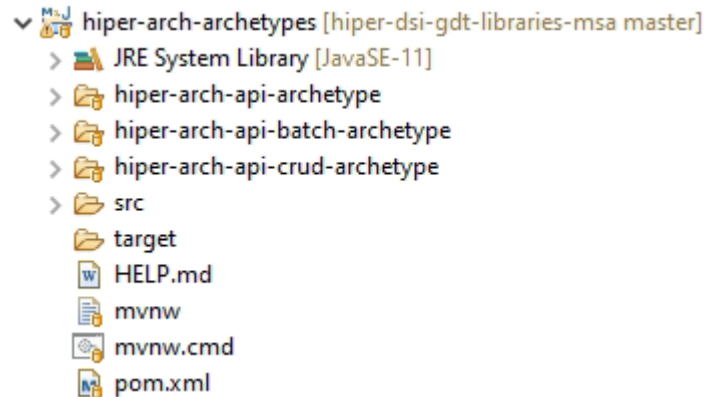 hiper-arch-archetypes [hiper-dsi-gdt-libraries-msa master]
JRE System Library [JavaSE-11]
hiper-arch-api-archetype
hiper-arch-api-batch-archetype
hiper-arch-api-crud-archetype
src
target
HELP.md
mvnw
mvnw.cmd
pom.xml